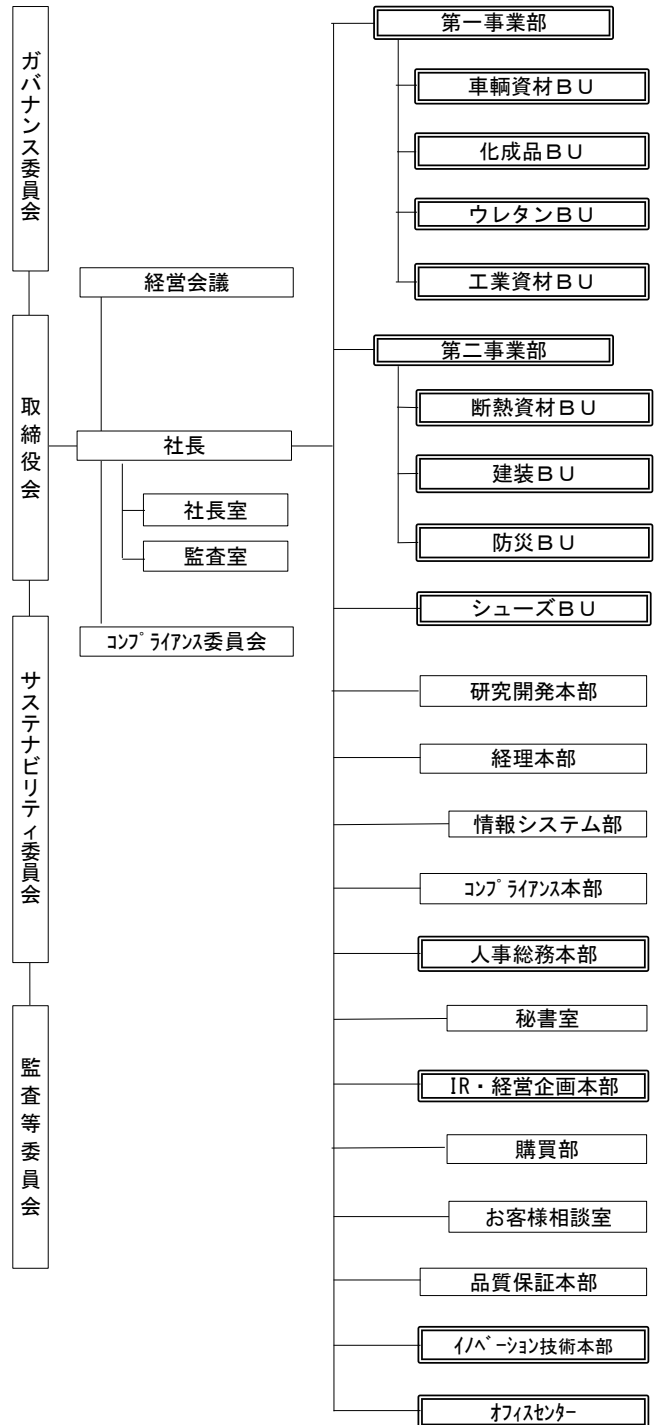 ガバナンス委員会
取締役会
サステナビリティ委員会
監査等委員会
経営会議
社長
社長室
監査室
ｺﾝﾌﾟﾗｲｱﾝｽ委員会
第一事業部
車輌資材ＢＵ
化成品ＢＵ
ウレタンＢＵ
工業資材ＢＵ
第二事業部
断熱資材ＢＵ
建装ＢＵ
防災ＢＵ
シューズＢＵ
研究開発本部
経理本部
情報システム部
ｺﾝﾌﾟﾗｲｱﾝｽ本部
人事総務本部
秘書室
IR・経営企画本部
購買部
お客様相談室
品質保証本部
ｲﾉﾍﾞｰｼｮﾝ技術本部
ｵﾌｨｽｾﾝﾀｰ